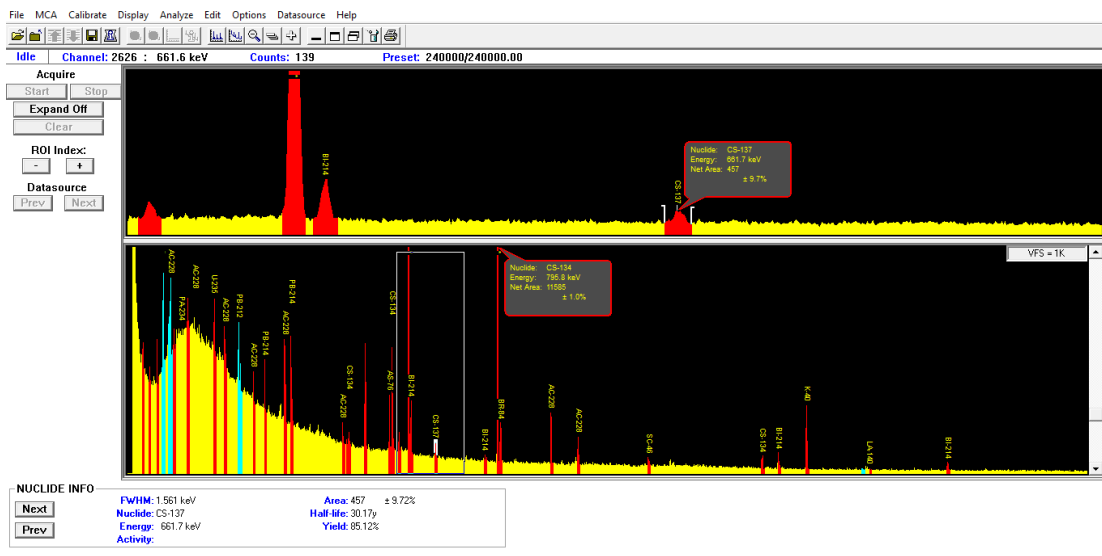 File MCA Calibrate Display Analyze Edit Options Datasource Help
Idle Channel: 2626 : 661.6 keV Counts: 139 Preset: 240000/240000.00
Acquire
Start Stop
Expand Off
Clear
ROI Index:
- +
Datasource
Prev Next
BI-214
CS-137
Nuclide: CS-137
Energy: 661.7 keV
Net Area: 457
± 9.7%
VFS = 1K
Nuclide: CS-134
Energy: 795.8 keV
Net Area: 11585
± 1.0%
AC-228
PA-234
AC-228
U-235
AC-228
PB-212
AC-228
PB-214
AC-228
PB-214
AC-228
CS-134
AS-76
CS-134
BI-214
CS-137
BI-214
BR-84
AC-228
AC-228
SC-46
CS-134
BI-214
K-40
LA-140
BI-214
NUCLIDE INFO
Next
Prev
FWHM: 1.561 keV Area: 457 ± 9.72%
Nuclide: CS-137 Half-life: 30.17y
Energy: 661.7 keV Yield: 85.12%
Activity: